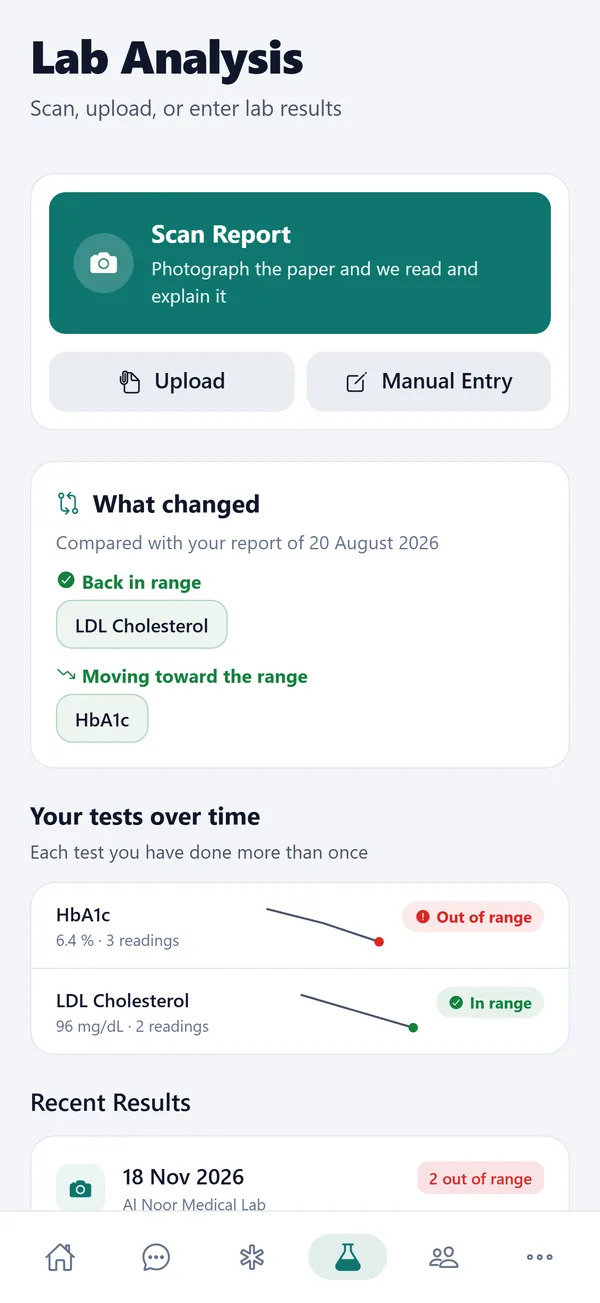 Lab Analysis
Scan, upload, or enter lab results
Scan Report
Photograph the paper and we read and
explain it
Upload
Manual Entry
What changed
Compared with your report of 20 August 2026
Back in range
LDL Cholesterol
Moving toward the range
HbA1c
Your tests over time
Each test you have done more than once
HbA1c
6.4 % · 3 readings
Out of range
LDL Cholesterol
96 mg/dL · 2 readings
In range
Recent Results
18 Nov 2026
2 out of range
Al Noor Medical Lab